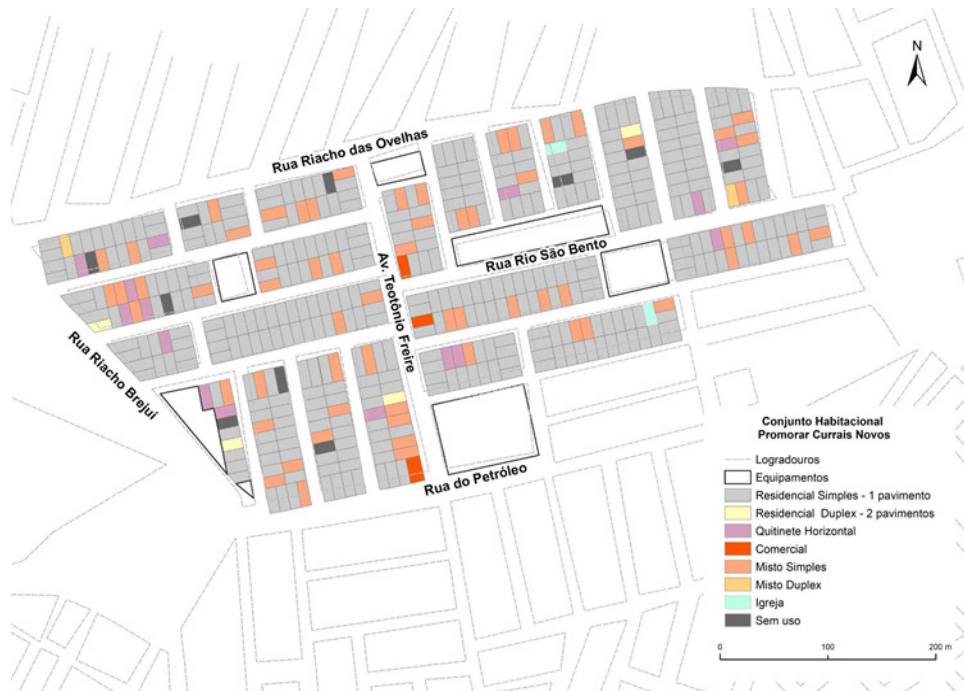 N
Rua Riacho das Ovelhas
Rua Rio São Bento
Av. Teotônio Freire
Rua Riacho Brejuí
Rua do Petróleo
Conjunto Habitacional
Promorar Currais Novos
Logradouros
Equipamentos
Residencial Simples - 1 pavimento
Residencial Duplex - 2 pavimentos
Quitinete Horizontal
Comercial
Misto Simples
Misto Duplex
Igreja
Sem uso
0 100 200 m